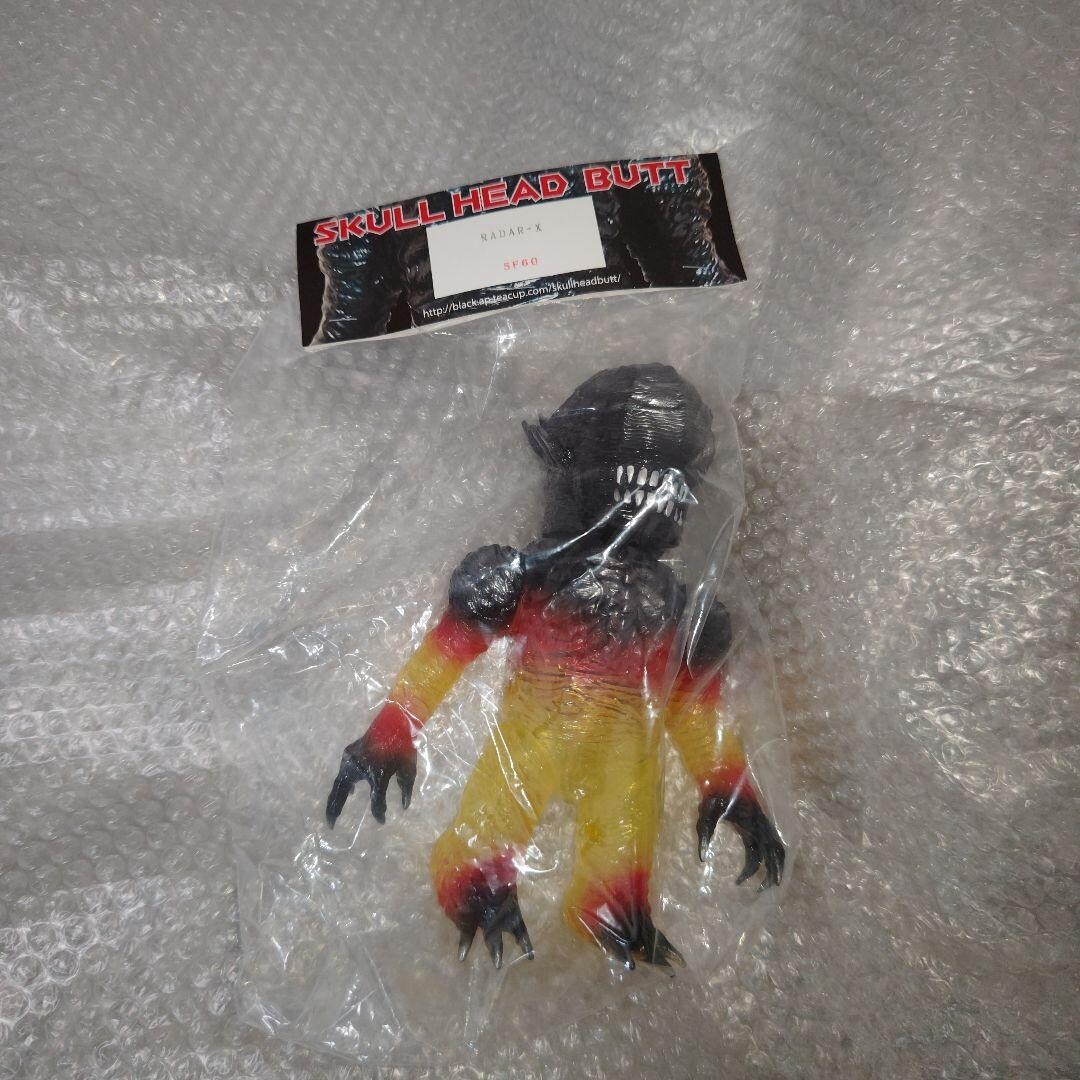 SKULL HEAD BUTT
RADAR-X
SF60
http://black.ap.teacup.com/skullheadbutt/